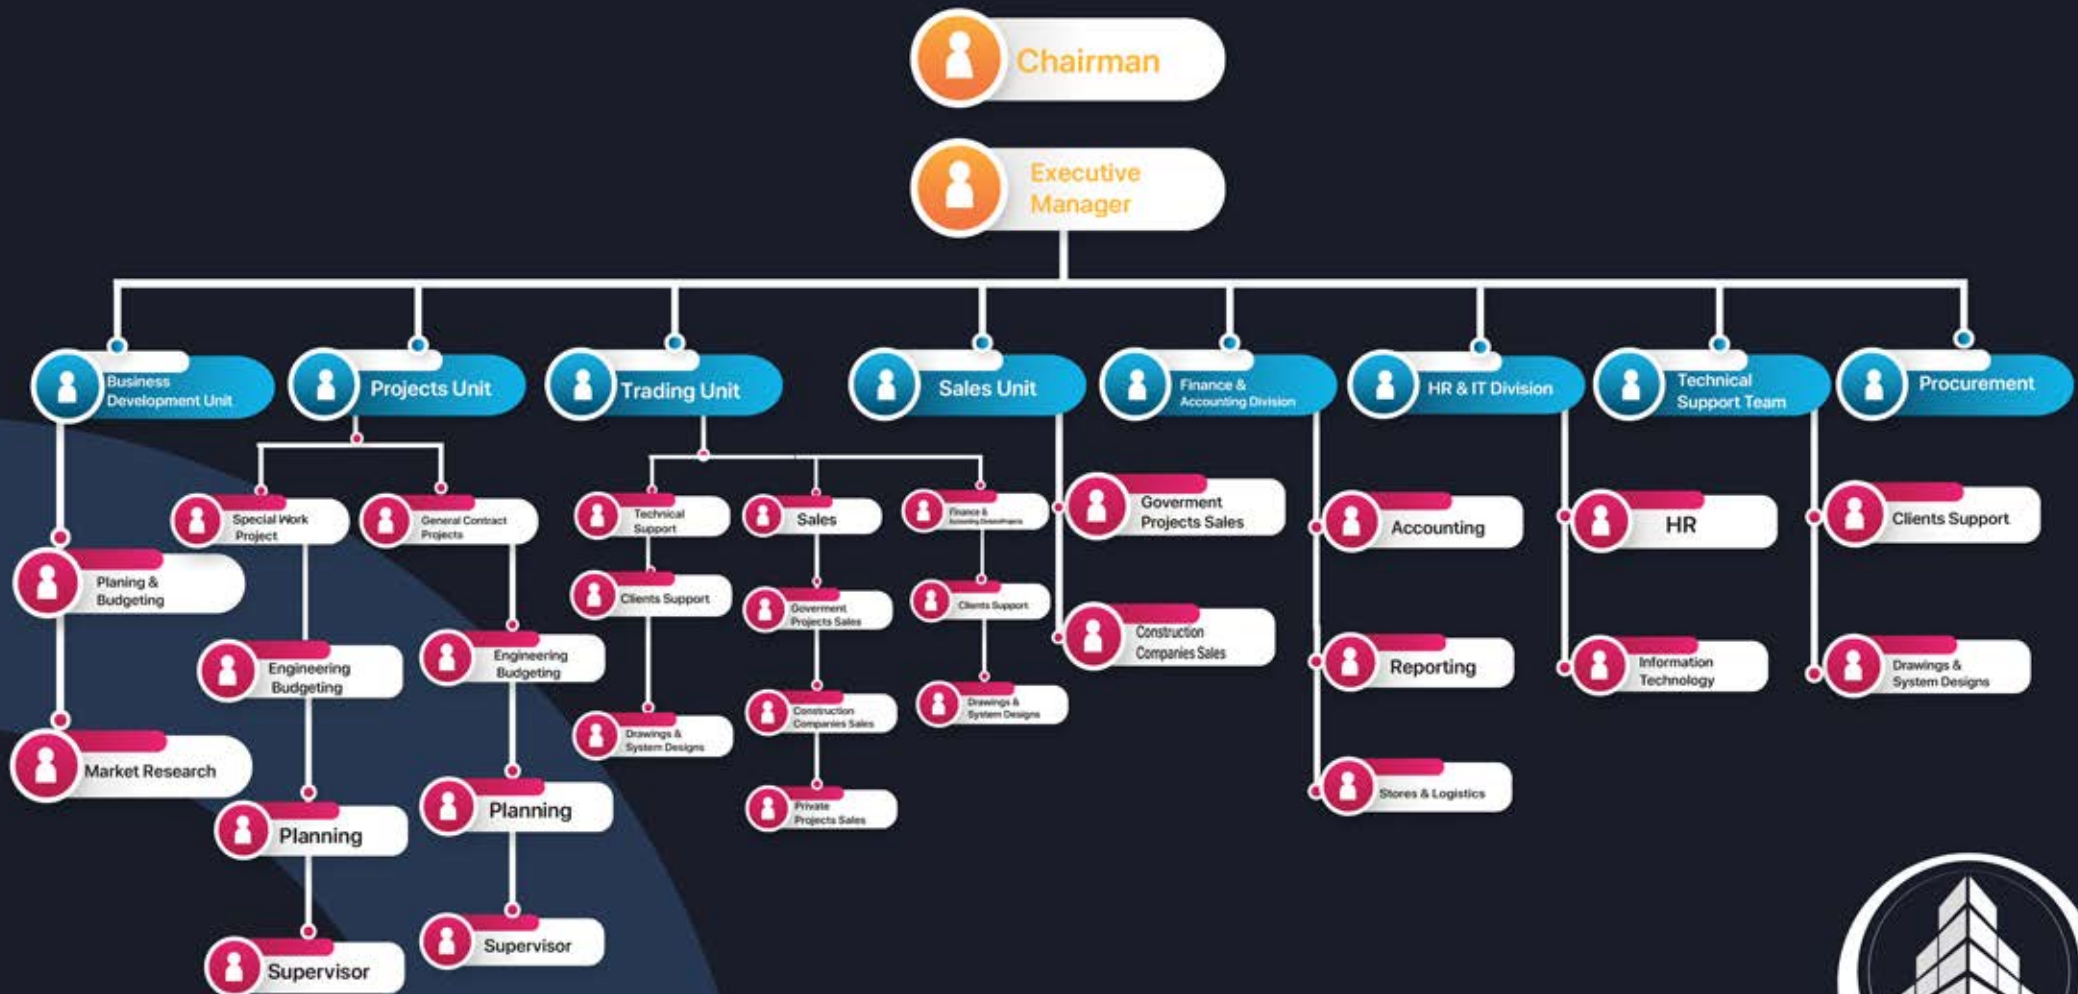 Chairman
Executive
Manager
Business
Development Unit
Projects Unit
Trading Unit
Sales Unit
Finance &
Accounting Division
HR & IT Division
Technical
Support Team
Procurement
Planing &
Budgeting
Market Research
Special Work
Project
Engineering
Budgeting
Planning
Supervisor
General Contract
Projects
Engineering
Budgeting
Planning
Supervisor
Technical
Support
Clients Support
Drawings &
System Designs
Sales
Goverment
Projects Sales
Construction
Companies Sales
Private
Projects Sales
Finance &
Accounting Division
Clients Support
Drawings &
System Designs
Goverment
Projects Sales
Construction
Companies Sales
Accounting
Reporting
Stores & Logistics
HR
Information
Technology
Clients Support
Drawings &
System Designs